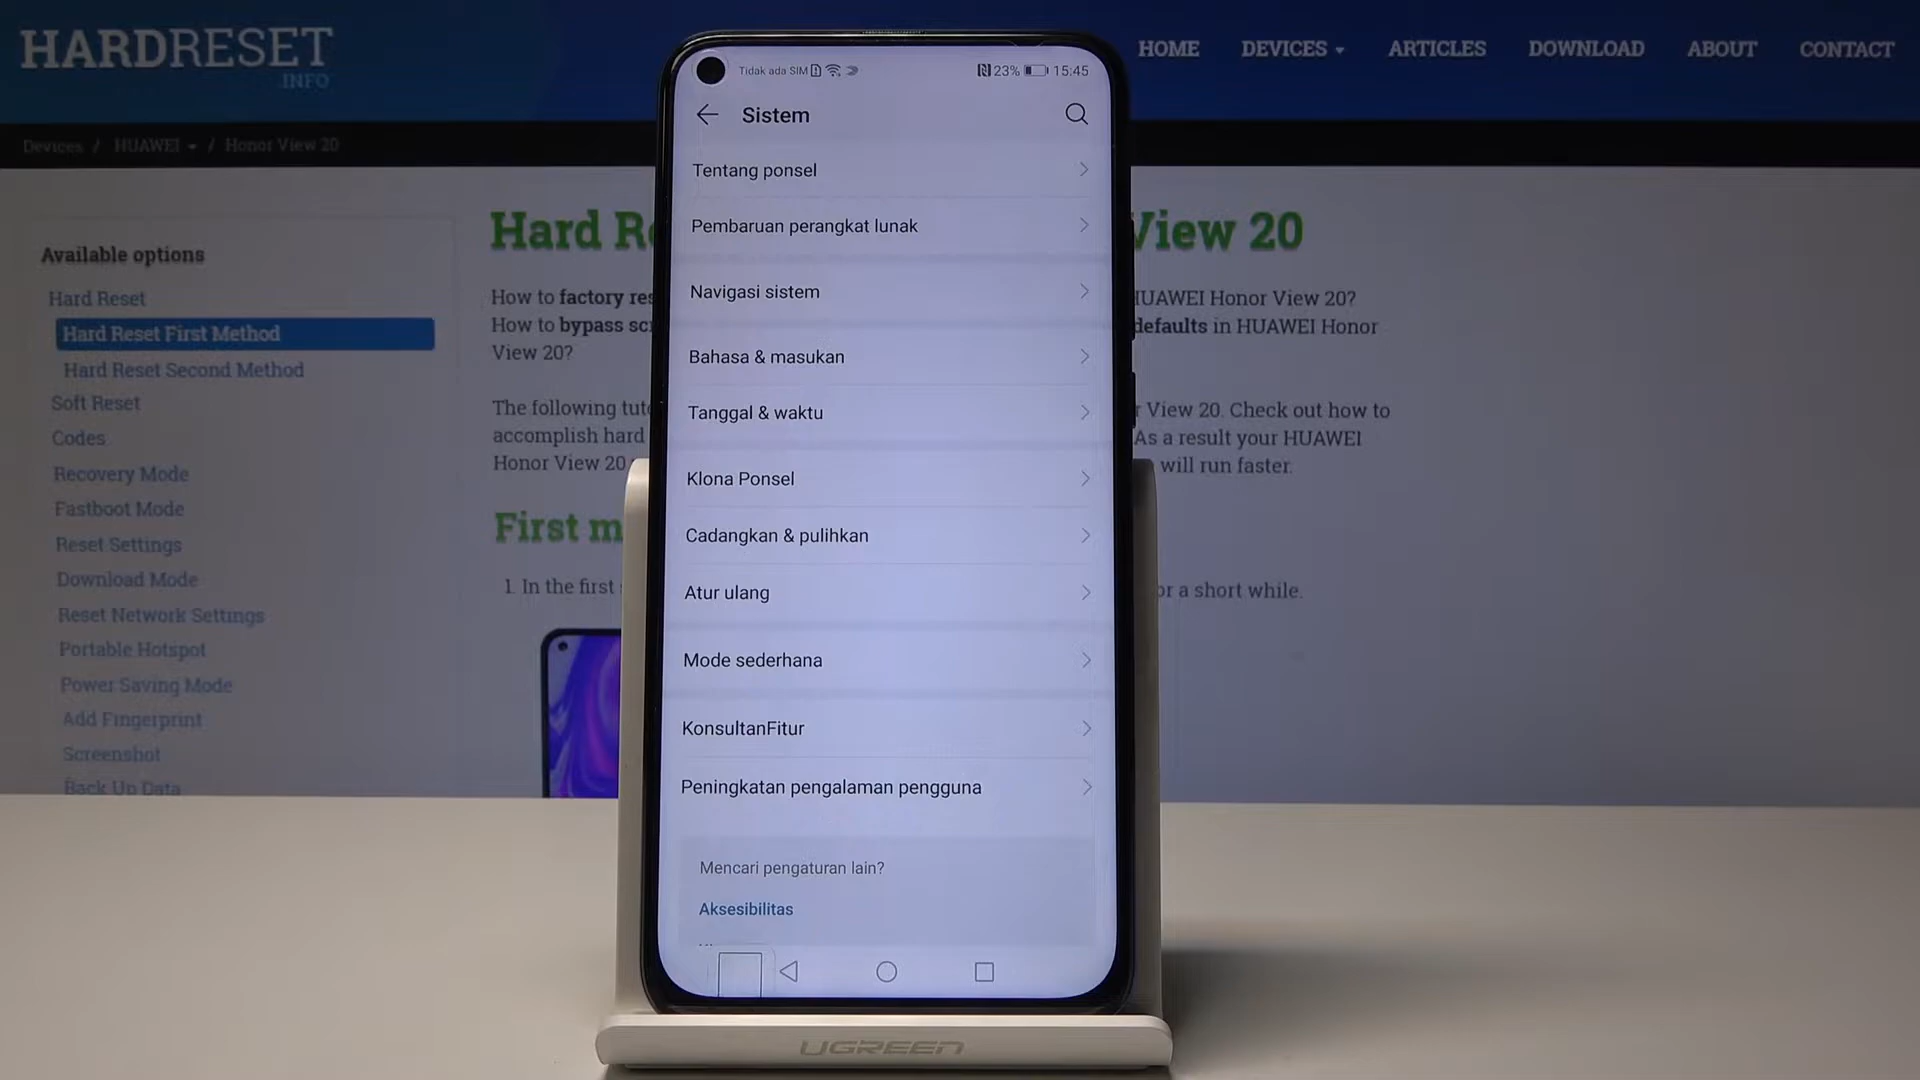 HARDRESET
.INFO
HOME DEVICES ARTICLES DOWNLOAD ABOUT CONTACT
Devices / HUAWEI / Honor View 20
Available options
Hard Reset
Hard Reset First Method
Hard Reset Second Method
Soft Reset
Codes
Recovery Mode
Fastboot Mode
Reset Settings
Download Mode
Reset Network Settings
Portable Hotspot
Power Saving Mode
Add Fingerprint
Screenshot
Back Up Data
Hard View 20
How to factory HUAWEI Honor View 20?
How to bypass defaults in HUAWEI Honor
View 20?
The following View 20. Check out how to
accomplish hard As a result your HUAWEI
Honor View 20 will run faster.
First
1. In the first or a short while.
Tidak ada SIM 23% 15:45
Sistem
Tentang ponsel
Pembaruan perangkat lunak
Navigasi sistem
Bahasa & masukan
Tanggal & waktu
Klona Ponsel
Cadangkan & pulihkan
Atur ulang
Mode sederhana
KonsultanFitur
Peningkatan pengalaman pengguna
Mencari pengaturan lain?
Aksesibilitas
UGREEN